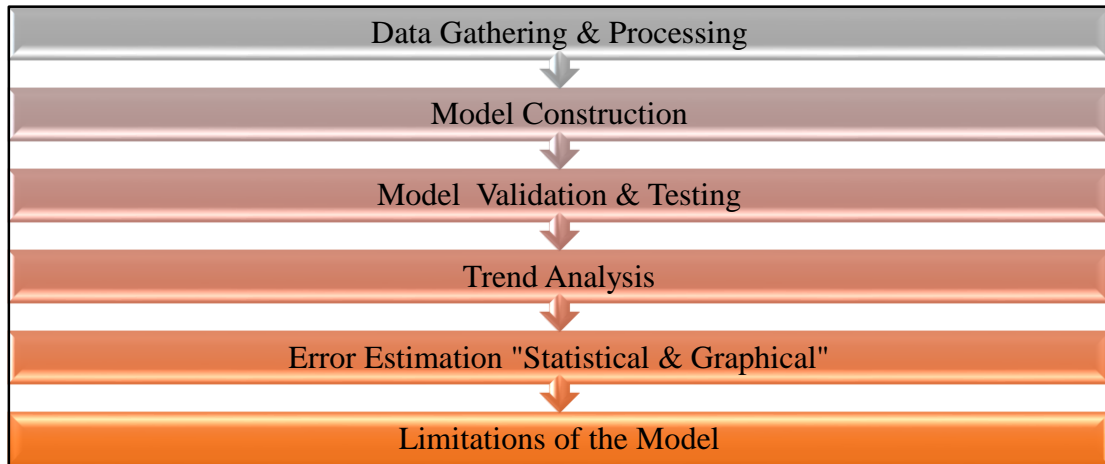 Data Gathering & Processing
Model Construction
Model Validation & Testing
Trend Analysis
Error Estimation "Statistical & Graphical"
Limitations of the Model